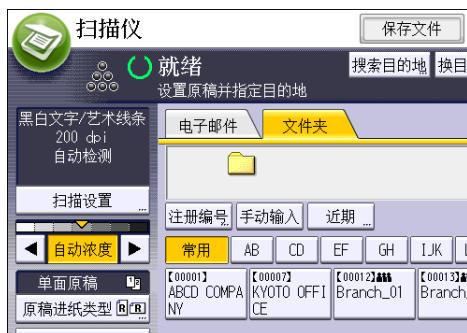 扫描仪
保存文件
就绪
搜索目的地
换目
设置原稿并指定目的地
黑白文字/艺术线条
200 dpi
自动检测
电子邮件
文件夹
扫描设置
注册编号
手动输入
近期
自动浓度
常用
AB
CD
EF
GH
IJK
单面原稿
原稿进纸类型
【00001】
ABCD COMPA
NY
【00007】
KYOTO OFFI
CE
【00012】
Branch_01
【00013】
Branch